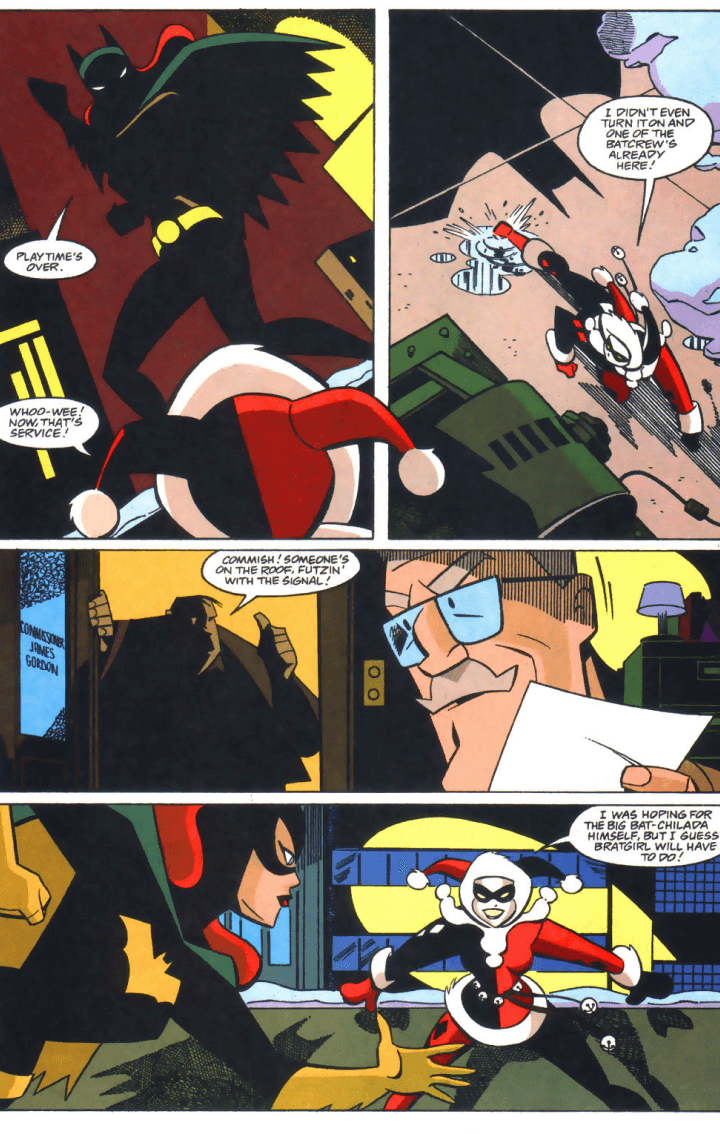 PLAYTIME'S
OVER.
WHOO-WEE!
NOW, THAT'S
SERVICE!
I DIDN'T EVEN
TURN IT ON AND
ONE OF THE
BATCREW'S
ALREADY
HERE!
COMMISSIONER
JAMES
GORDON
COMMISH! SOMEONE'S
ON THE ROOF, FUTZIN'
WITH THE SIGNAL!
I WAS HOPING FOR
THE BIG BAT-CHILADA
HIMSELF, BUT I GUESS
BRATGIRL WILL HAVE
TO DO!